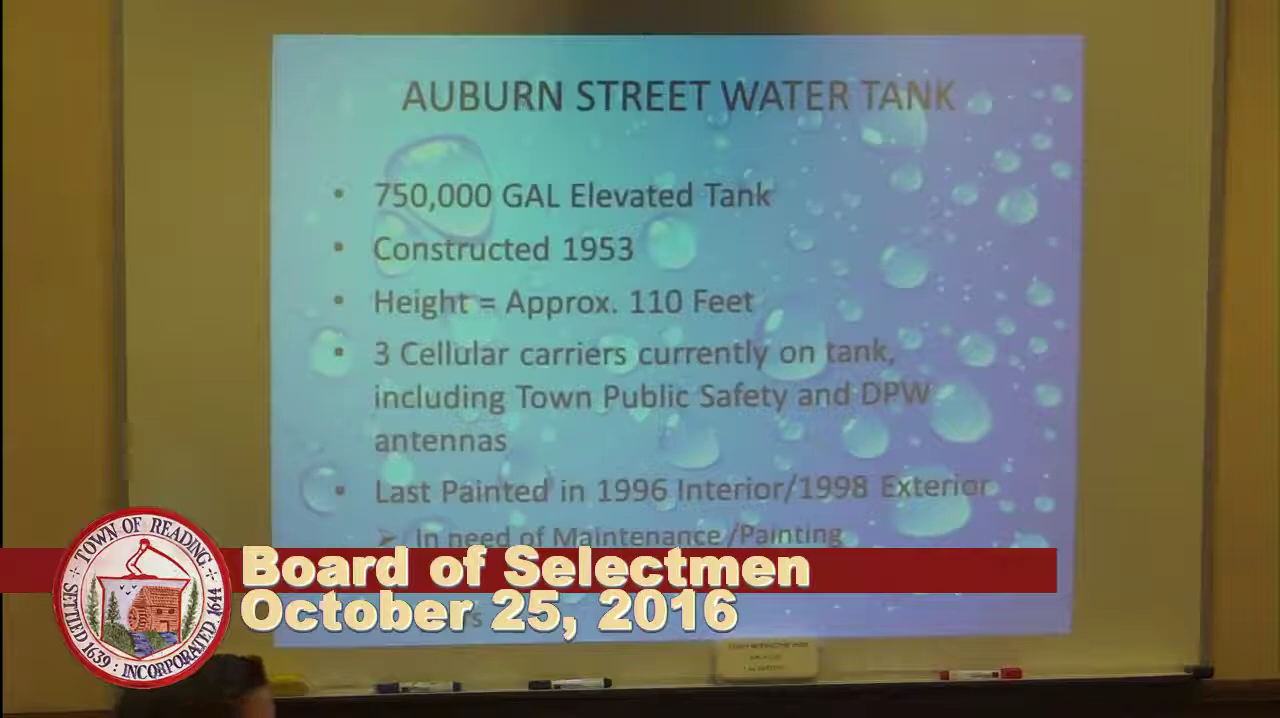 AUBURN STREET WATER TANK
• 750,000 GAL Elevated Tank
• Constructed 1953
• Height = Approx. 110 Feet
• 3 Cellular carriers currently on tank,
including Town Public Safety and DPW
antennas
• Last Painted in 1996 Interior/1998 Exterior
➢ In need of Maintenance/Painting
Board of Selectmen
October 25, 2016
TOWN OF READING
SETTLED 1639 : INCORPORATED 1644